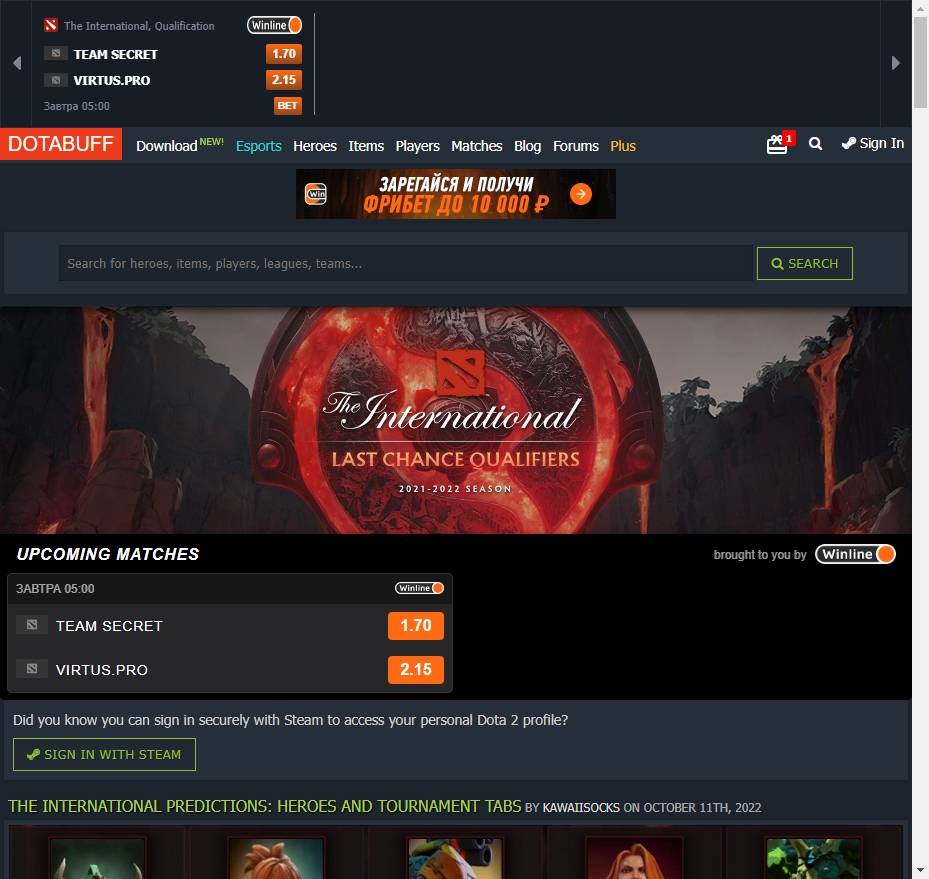 The International, Qualification Winline
TEAM SECRET 1.70
VIRTUS.PRO 2.15
Завтра 05:00 BET
DOTABUFF Download NEW! Esports Heroes Items Players Matches Blog Forums Plus 1 Sign In
Win ЗАРЕГАЙСЯ И ПОЛУЧИ
ФРИБЕТ ДО 10 000 ₽
Search for heroes, items, players, leagues, teams... SEARCH
The International
LAST CHANCE QUALIFIERS
2021-2022 SEASON
UPCOMING MATCHES brought to you by Winline
ЗАВТРА 05:00 Winline
TEAM SECRET 1.70
VIRTUS.PRO 2.15
Did you know you can sign in securely with Steam to access your personal Dota 2 profile?
SIGN IN WITH STEAM
THE INTERNATIONAL PREDICTIONS: HEROES AND TOURNAMENT TABS BY KAWAIISOCKS ON OCTOBER 11TH, 2022